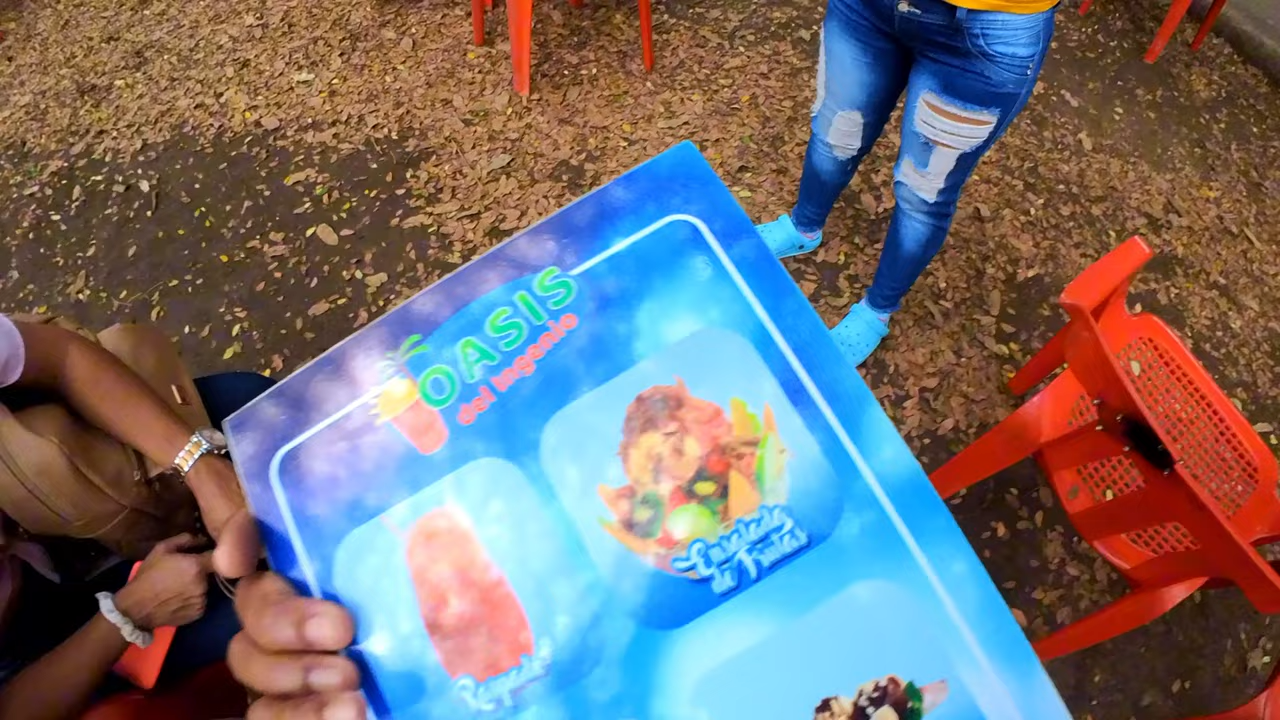 OASIS
del Ingenio
Ensalada
de Frutas
Raspado